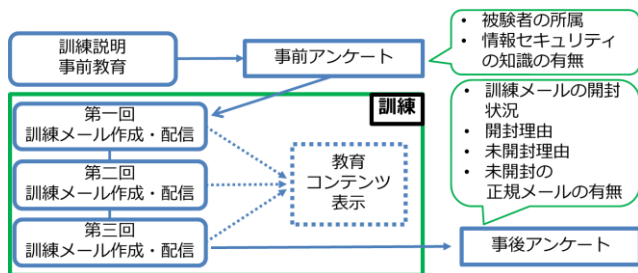 訓練説明
事前教育
事前アンケート
• 被験者の所属
• 情報セキュリティ
の知識の有無
訓練
第一回
訓練メール作成・配信
第二回
訓練メール作成・配信
第三回
訓練メール作成・配信
教育
コンテンツ
表示
• 訓練メールの開封
状況
• 開封理由
• 未開封理由
• 未開封の
正規メールの有無
事後アンケート